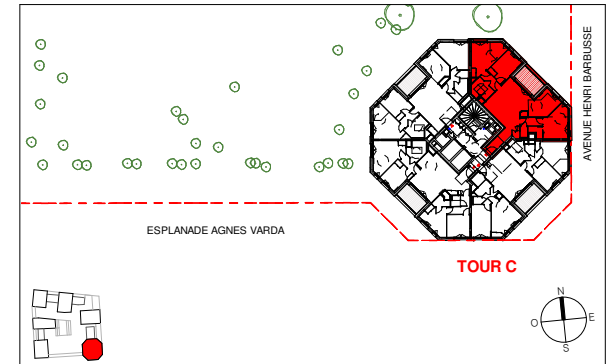 AVENUE HENRI BARBUSSE
ESPLANADE AGNES VARDA
TOUR C
N
O E
S